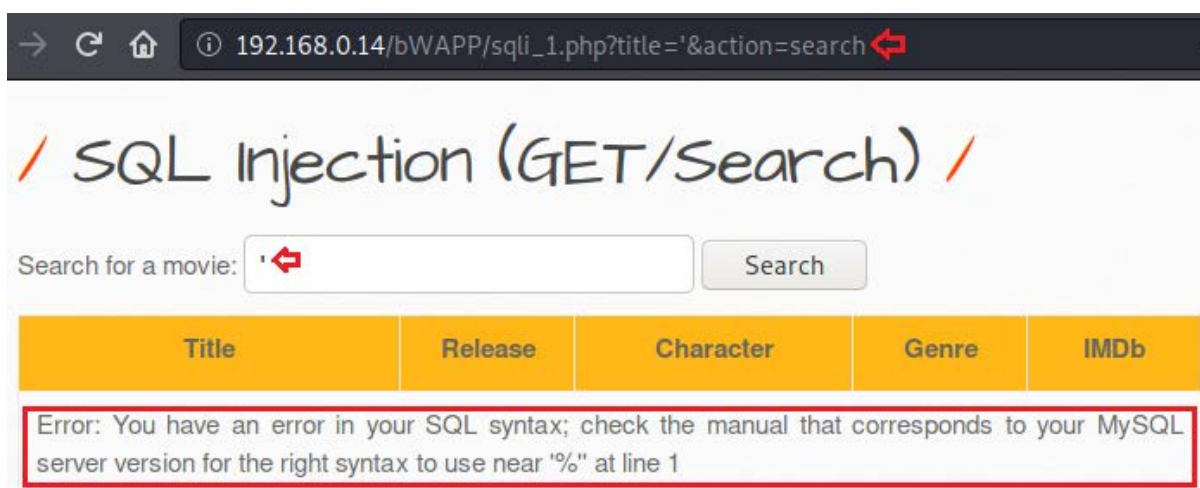 192.168.0.14/bWAPP/sqli_1.php?title='&action=search
/ SQL Injection (GET/Search) /
Search for a movie: ' Search
Title Release Character Genre IMDb
Error: You have an error in your SQL syntax; check the manual that corresponds to your MySQL
server version for the right syntax to use near '%'' at line 1